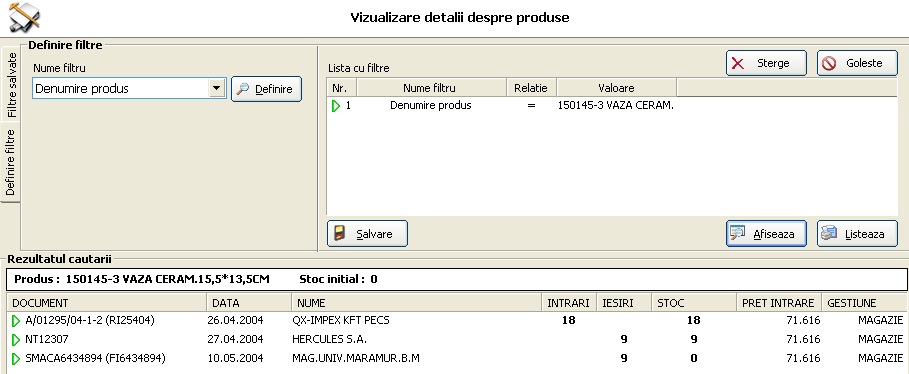 Vizualizare detalii despre produse
Filtre salvate
Definire filtre
Definire filtre
Nume filtru
Denumire produs
Definire
Lista cu filtre
Sterge
Goleste
Nr. Nume filtru Relatie Valoare
1 Denumire produs = 150145-3 VAZA CERAM.
Salvare
Afiseaza
Listeaza
Rezultatul cautarii
Produs : 150145-3 VAZA CERAM.15,5*13,5CM Stoc initial : 0
DOCUMENT DATA NUME INTRARI IESIRI STOC PRET INTRARE GESTIUNE
A/01295/04-1-2 (RI25404) 26.04.2004 QX-IMPEX KFT PECS 18 18 71.616 MAGAZIE
NT12307 27.04.2004 HERCULES S.A. 9 9 71.616 MAGAZIE
SMACA6434894 (FI6434894) 10.05.2004 MAG.UNIV.MARAMUR.B.M 9 0 71.616 MAGAZIE